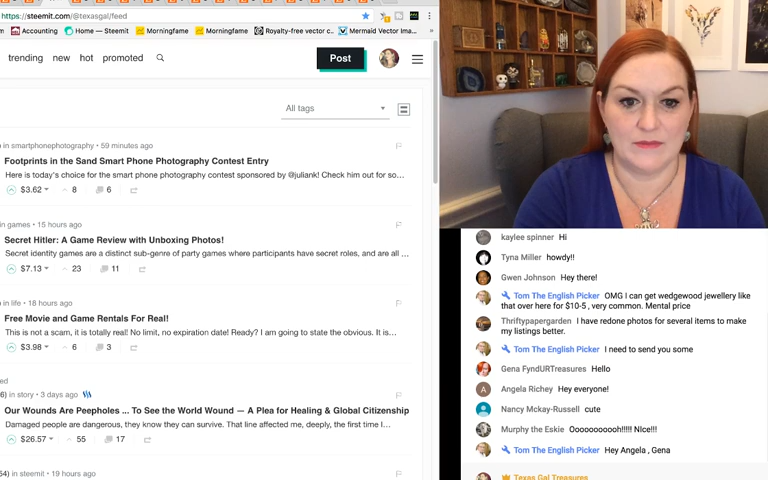 https://steemit.com/@texasgal/feed
Accounting Home — Steemit Morningfame Morningfame Royalty-free vector c... Mermaid Vector Ima...
trending new hot promoted Post
All tags
in smartphonephotography • 59 minutes ago
Footprints in the Sand Smart Phone Photography Contest Entry
Here is today's choice for the smart phone photography contest sponsored by @juliank! Check him out for so...
$3.62 8 6
in games • 15 hours ago
Secret Hitler: A Game Review with Unboxing Photos!
Secret identity games are a distinct sub-genre of party games where participants have secret roles, and are all ...
$7.13 23 11
in life • 18 hours ago
Free Movie and Game Rentals For Real!
This is not a scam, it is totally real! No limit, no expiration date! Ready? I am going to state the obvious. It is...
$3.98 6 3
in story • 3 days ago
Our Wounds Are Peepholes ... To See the World Wound — A Plea for Healing & Global Citizenship
Damaged people are dangerous, they know they can survive. That line affected me, deeply, the first time I...
$26.57 55 17
in steemit • 19 hours ago
kaylee spinner Hi
Tyna Miller howdy!!
Gwen Johnson Hey there!
Tom The English Picker OMG i can get wedgewood jewellery like
that over here for $10-5 , very common. Mental price
Thriftypapergarden I have redone photos for several items to make
my listings better.
Tom The English Picker I need to send you some
Gena FyndURTreasures Hello
A Angela Richey Hey everyone!
Nancy Mckay-Russell cute
Murphy the Eskie Ooooooooooh!!!!! NIce!!!
Tom The English Picker Hey Angela , Gena
Texas Gal Treasures